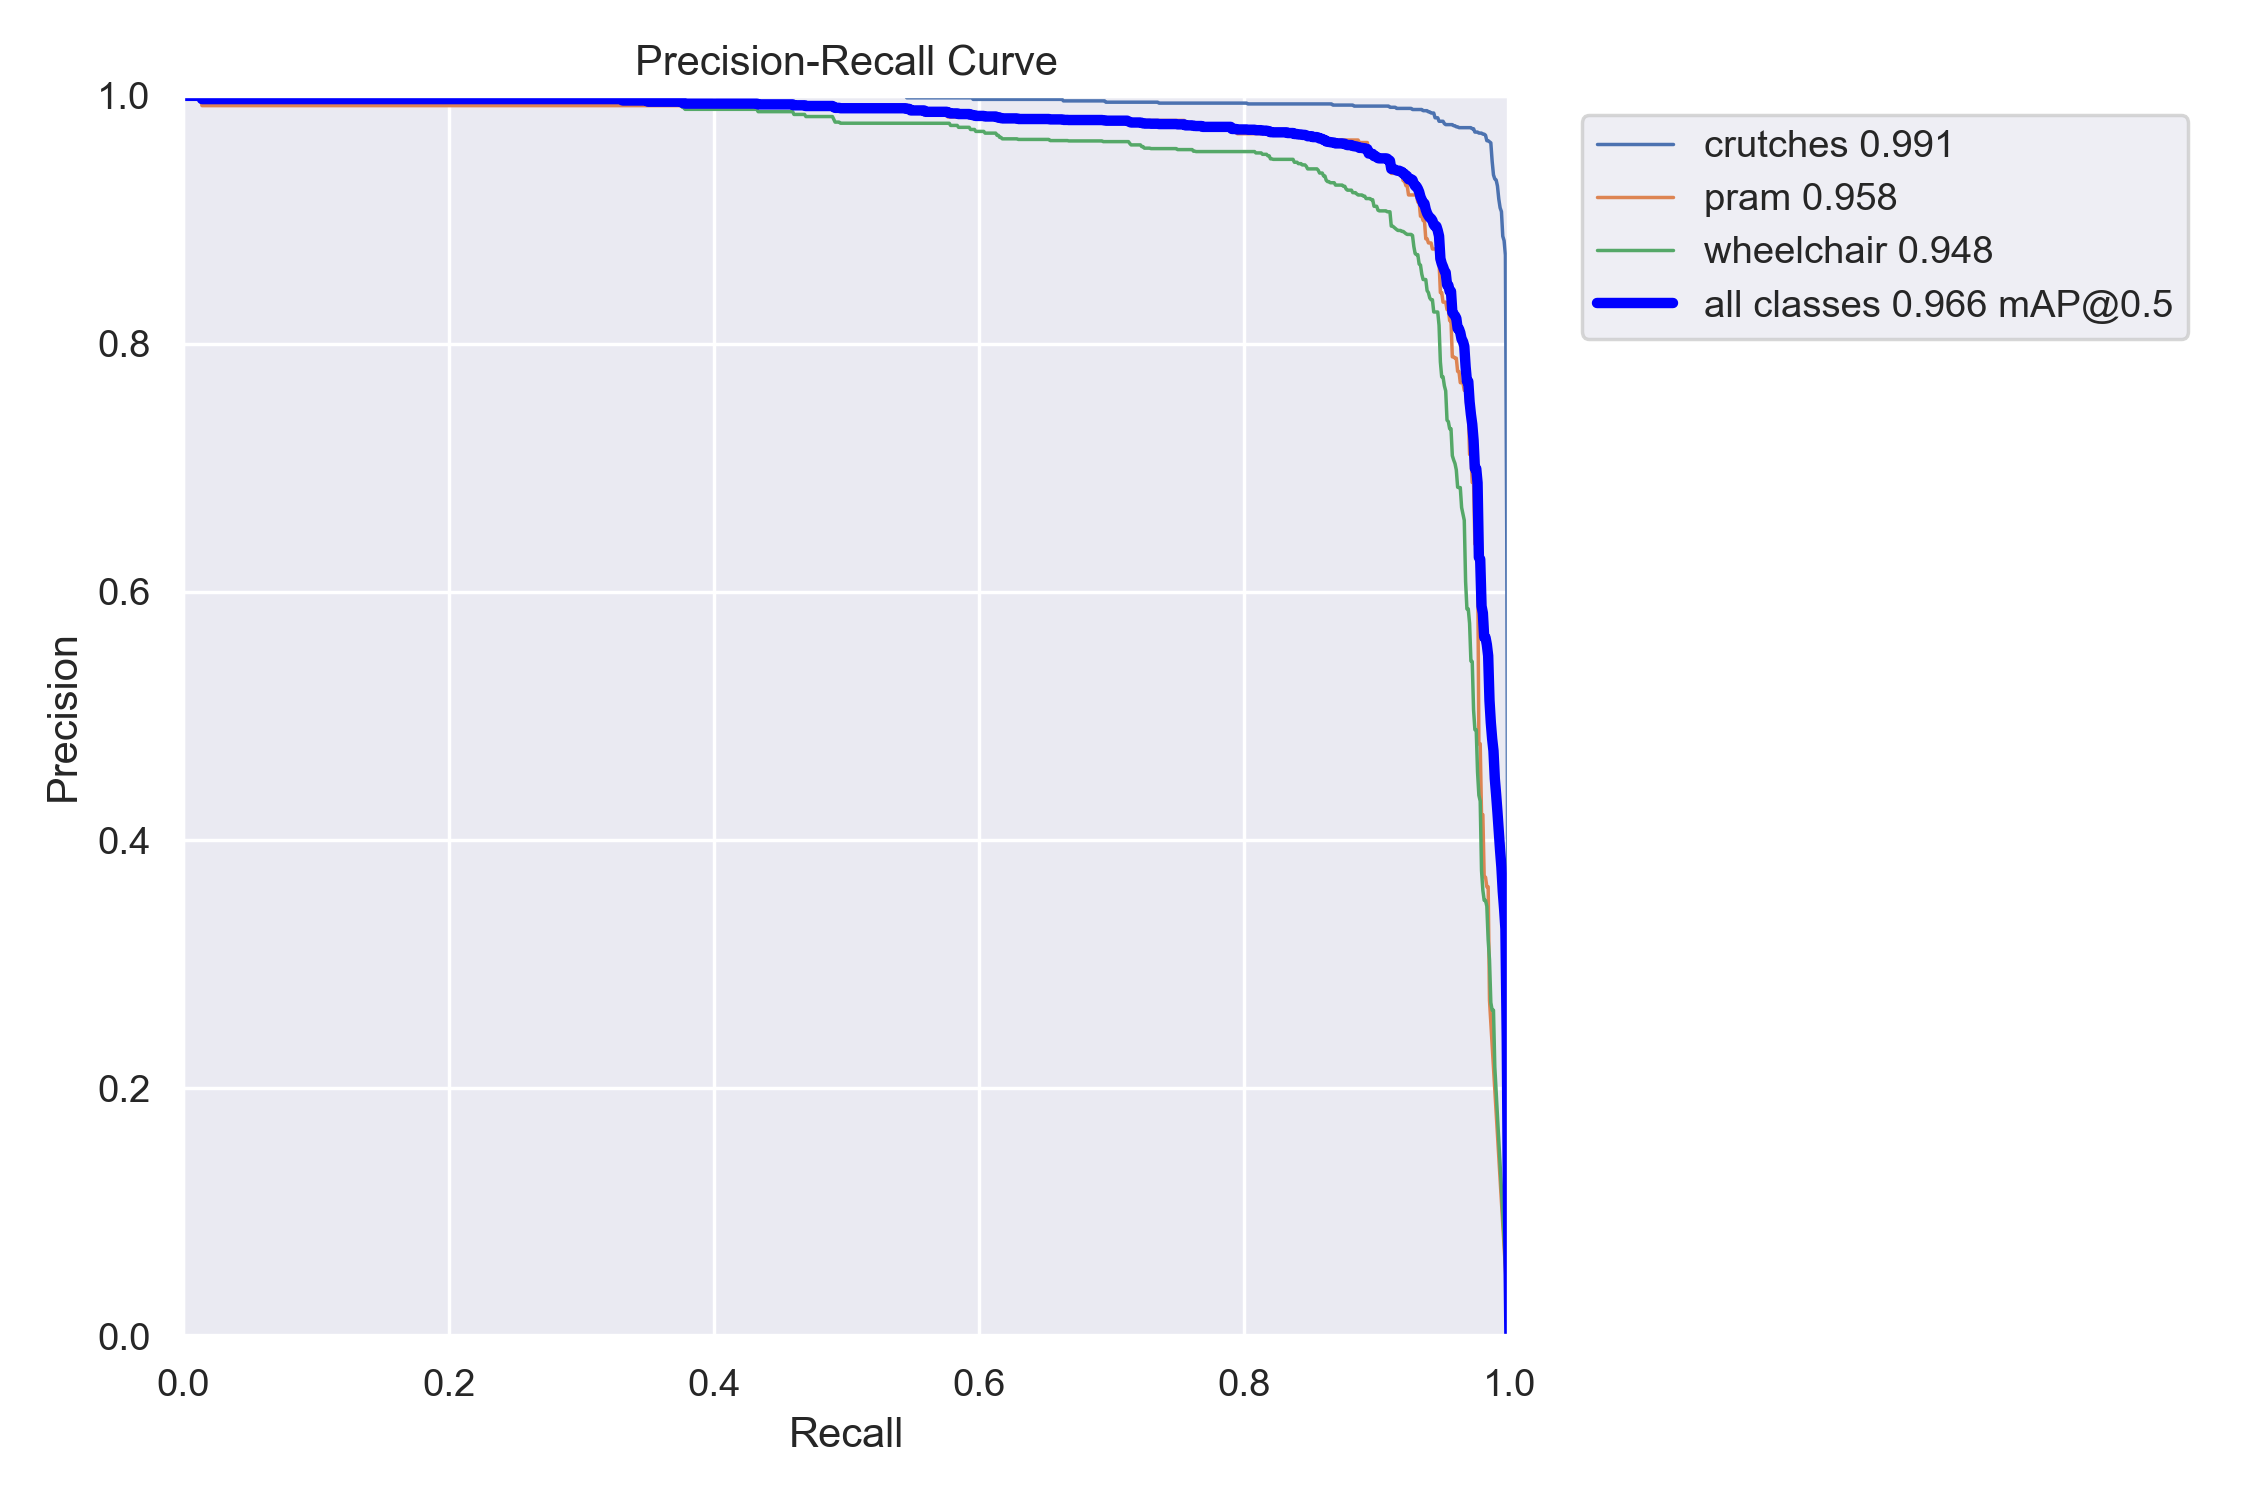 Precision-Recall Curve
1.0
0.8
0.6
0.4
0.2
0.0
Precision
0.0 0.2 0.4 0.6 0.8 1.0
Recall
crutches 0.991
pram 0.958
wheelchair 0.948
all classes 0.966 mAP@0.5